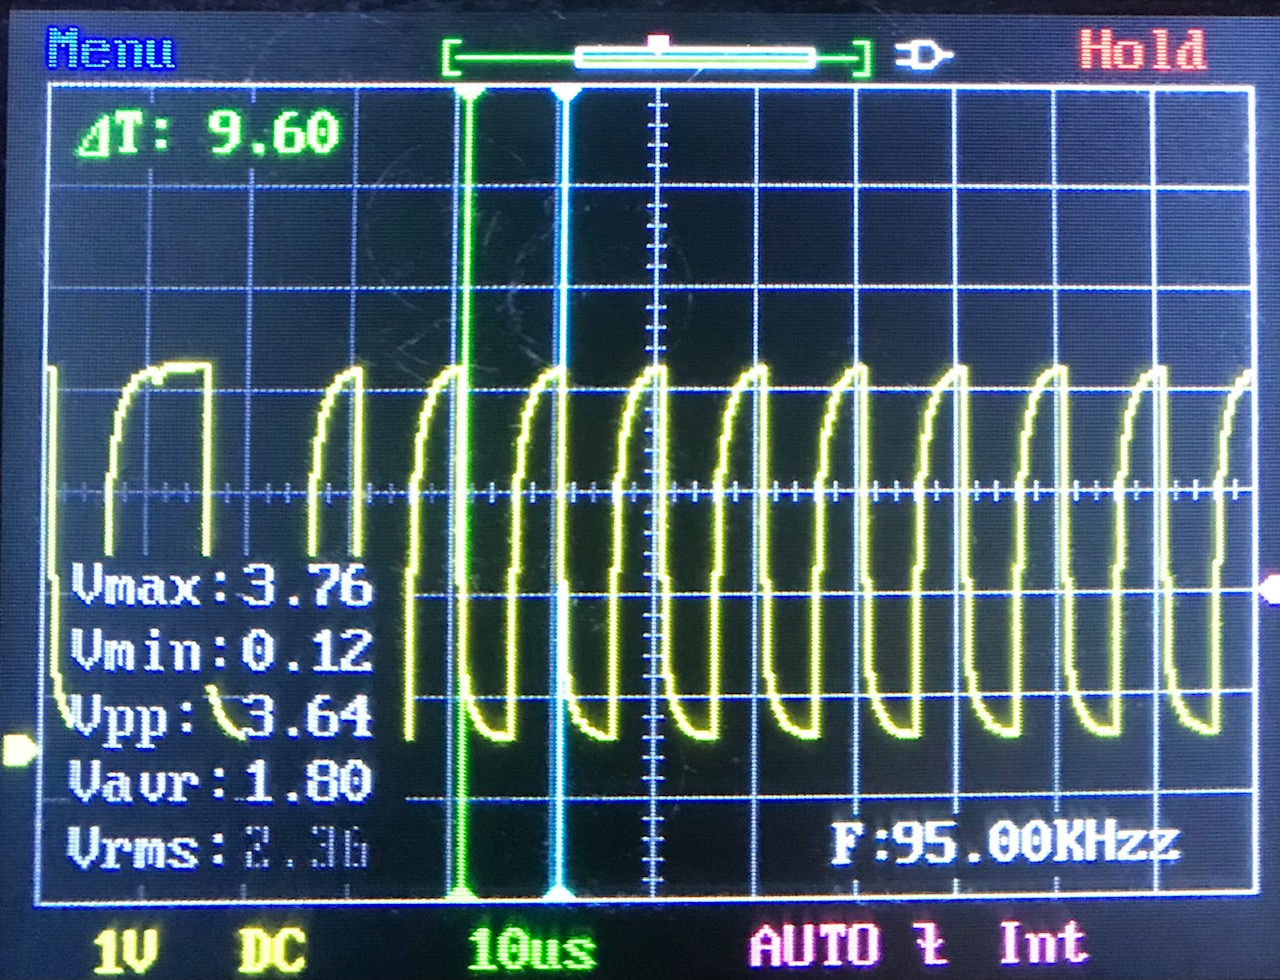 Menu
Hold
⊿T: 9.60
Vmax:3.76
Vmin:0.12
Vpp:3.64
Vavr:1.80
Vrms:2.36
F:95.00KHzz
1V DC 10us AUTO Int